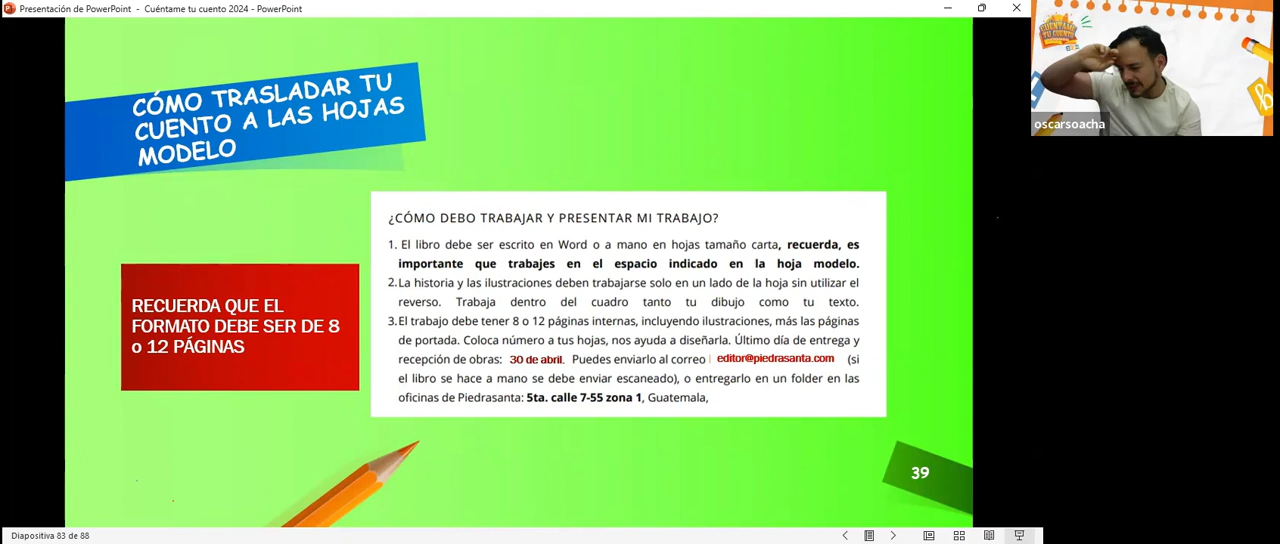 Presentación de PowerPoint - Cuéntame tu cuento 2024 - PowerPoint
CÓMO TRASLADAR TU
CUENTO A LAS HOJAS
MODELO
CUÉNTAME
TU CUENTO
oscarsoacha
¿CÓMO DEBO TRABAJAR Y PRESENTAR MI TRABAJO?
1. El libro debe ser escrito en Word o a mano en hojas tamaño carta, recuerda, es
importante que trabajes en el espacio indicado en la hoja modelo.
2.La historia y las ilustraciones deben trabajarse solo en un lado de la hoja sin utilizar el
reverso. Trabaja dentro del cuadro tanto tu dibujo como tu texto.
3.El trabajo debe tener 8 o 12 páginas internas, incluyendo ilustraciones, más las páginas
de portada. Coloca número a tus hojas, nos ayuda a diseñarla. Último día de entrega y
recepción de obras: 30 de abril. Puedes enviarlo al correo editor@piedrasanta.com (si
el libro se hace a mano se debe enviar escaneado), o entregarlo en un folder en las
oficinas de Piedrasanta: 5ta. calle 7-55 zona 1, Guatemala,
RECUERDA QUE EL
FORMATO DEBE SER DE 8
o 12 PÁGINAS
39
Diapositiva 83 de 88